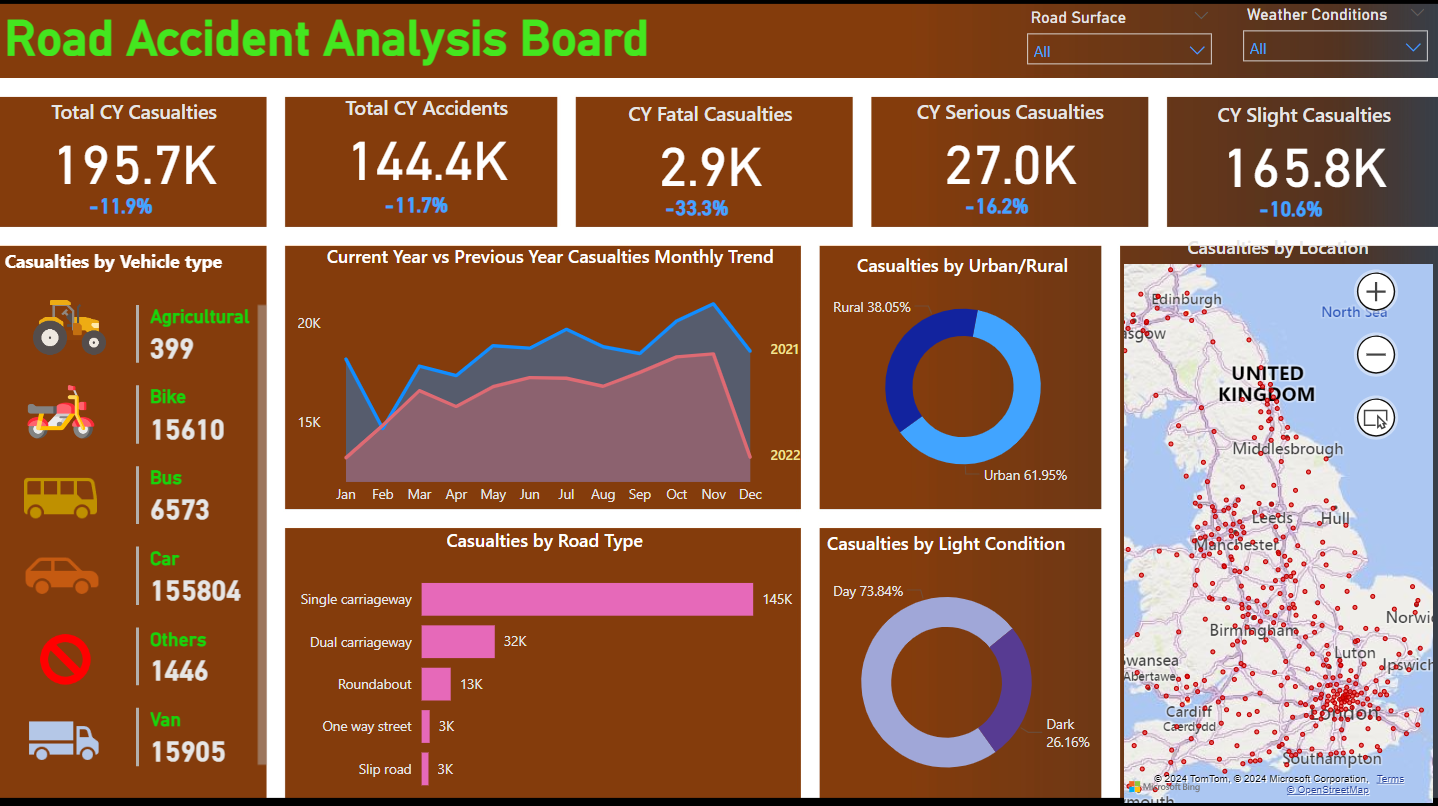 Road Accident Analysis Board
Road Surface
All
Weather Conditions
All
Total CY Casualties
195.7K
-11.9%
Total CY Accidents
144.4K
-11.7%
CY Fatal Casualties
2.9K
-33.3%
CY Serious Casualties
27.0K
-16.2%
CY Slight Casualties
165.8K
-10.6%
Casualties by Vehicle type
Agricultural
399
Bike
15610
Bus
6573
Car
155804
Others
1446
Van
15905
Current Year vs Previous Year Casualties Monthly Trend
20K
15K
2021
2022
Jan Feb Mar Apr May Jun Jul Aug Sep Oct Nov Dec
Casualties by Road Type
Single carriageway 145K
Dual carriageway 32K
Roundabout 13K
One way street 3K
Slip road 3K
Casualties by Urban/Rural
Rural 38.05%
Urban 61.95%
Casualties by Light Condition
Day 73.84%
Dark
26.16%
Casualties by Location
Edinburgh
North Sea
asgow
UNITED
KINGDOM
Middlesbrough
Leeds
Hull
Manchester
Norwi
Birmingham
Luton
Ipswich
Swansea
Abertawe
Cardiff
Caerdydd
London
Southampton
© 2024 TomTom, © 2024 Microsoft Corporation, Terms
Microsoft Bing
© OpenStreetMap
mouth